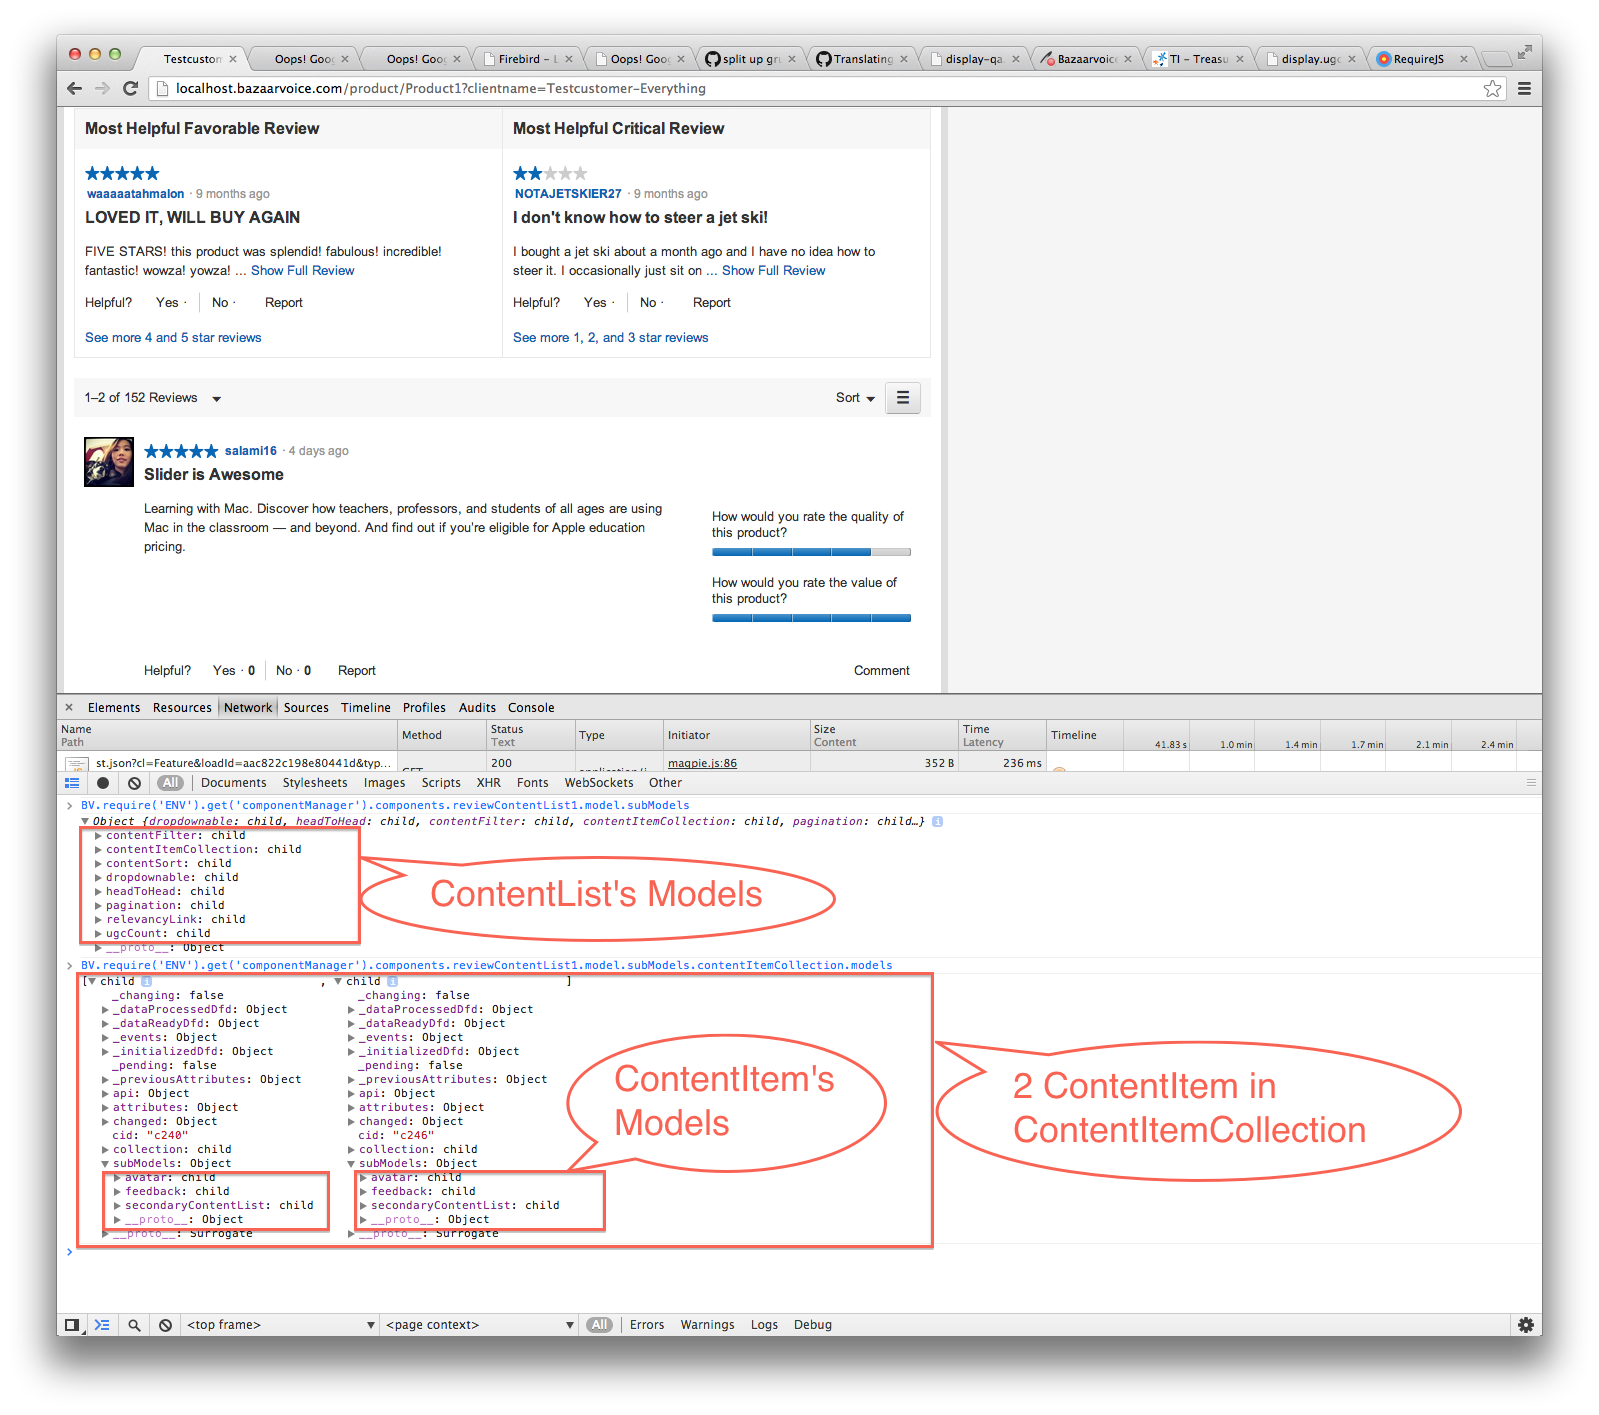 Testcustom
Oops! Goog
Oops! Goog
Firebird – L
Oops! Goog
split up gru
Translating
display-qa.
Bazaarvoice
TI – Treasu
display.ugc
RequireJS
localhost.bazaarvoice.com/product/Product1?clientname=Testcustomer-Everything
Most Helpful Favorable Review
waaaaatahmalon · 9 months ago
LOVED IT, WILL BUY AGAIN
FIVE STARS! this product was splendid! fabulous! incredible!
fantastic! wowza! yowza! ... Show Full Review
Helpful? Yes · No · Report
See more 4 and 5 star reviews
Most Helpful Critical Review
NOTAJETSKIER27 · 9 months ago
I don't know how to steer a jet ski!
I bought a jet ski about a month ago and I have no idea how to
steer it. I occasionally just sit on ... Show Full Review
Helpful? Yes · No · Report
See more 1, 2, and 3 star reviews
1–2 of 152 Reviews
Sort
salami16 · 4 days ago
Slider is Awesome
Learning with Mac. Discover how teachers, professors, and students of all ages are using
Mac in the classroom — and beyond. And find out if you're eligible for Apple education
pricing.
How would you rate the quality of
this product?
How would you rate the value of
this product?
Helpful? Yes · 0 No · 0 Report
Comment
Elements Resources Network Sources Timeline Profiles Audits Console
Name
Path
Method
Status
Text
Type
Initiator
Size
Content
Time
Latency
Timeline
41.83 s 1.0 min 1.4 min 1.7 min 2.1 min 2.4 min
st.json?cl=Feature&loadId=aac822c198e80441d&typ...
200
magpie.js:86
352 B
236 ms
All Documents Stylesheets Images Scripts XHR Fonts WebSockets Other
BV.require('ENV').get('componentManager').components.reviewContentList1.model.subModels
Object {dropdownable: child, headToHead: child, contentFilter: child, contentItemCollection: child, pagination: child…}
contentFilter: child
contentItemCollection: child
contentSort: child
dropdownable: child
headToHead: child
pagination: child
relevancyLink: child
ugcCount: child
__proto__: Object
ContentList's Models
BV.require('ENV').get('componentManager').components.reviewContentList1.model.subModels.contentItemCollection.models
[ child
_changing: false
_dataProcessedDfd: Object
_dataReadyDfd: Object
_events: Object
_initializedDfd: Object
_pending: false
_previousAttributes: Object
api: Object
attributes: Object
changed: Object
cid: "c240"
collection: child
subModels: Object
avatar: child
feedback: child
secondaryContentList: child
__proto__: Object
__proto__: Surrogate
, child ]
_changing: false
_dataProcessedDfd: Object
_dataReadyDfd: Object
_events: Object
_initializedDfd: Object
_pending: false
_previousAttributes: Object
api: Object
attributes: Object
changed: Object
cid: "c246"
collection: child
subModels: Object
avatar: child
feedback: child
secondaryContentList: child
__proto__: Object
__proto__: Surrogate
ContentItem's
Models
2 ContentItem in
ContentItemCollection
<top frame> <page context> All Errors Warnings Logs Debug